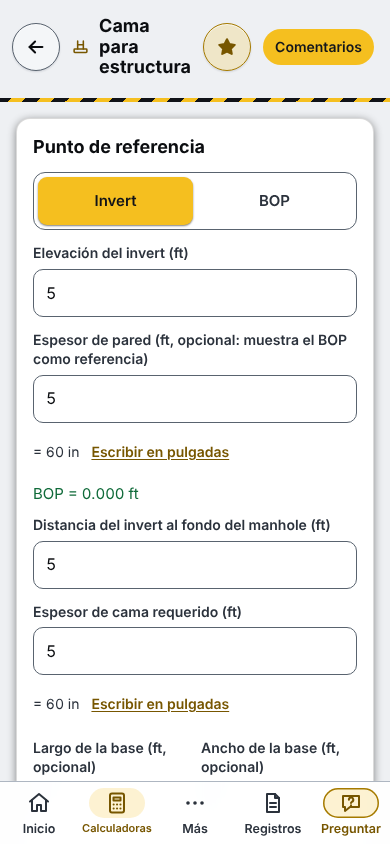 Cama
para
estructura
Comentarios
Punto de referencia
Invert
BOP
Elevación del invert (ft)
5
Espesor de pared (ft, opcional: muestra el BOP
como referencia)
5
= 60 in Escribir en pulgadas
BOP = 0.000 ft
Distancia del invert al fondo del manhole (ft)
5
Espesor de cama requerido (ft)
5
= 60 in Escribir en pulgadas
Largo de la base (ft,
opcional)
Ancho de la base (ft,
opcional)
Inicio
Calculadoras
Más
Registros
Preguntar